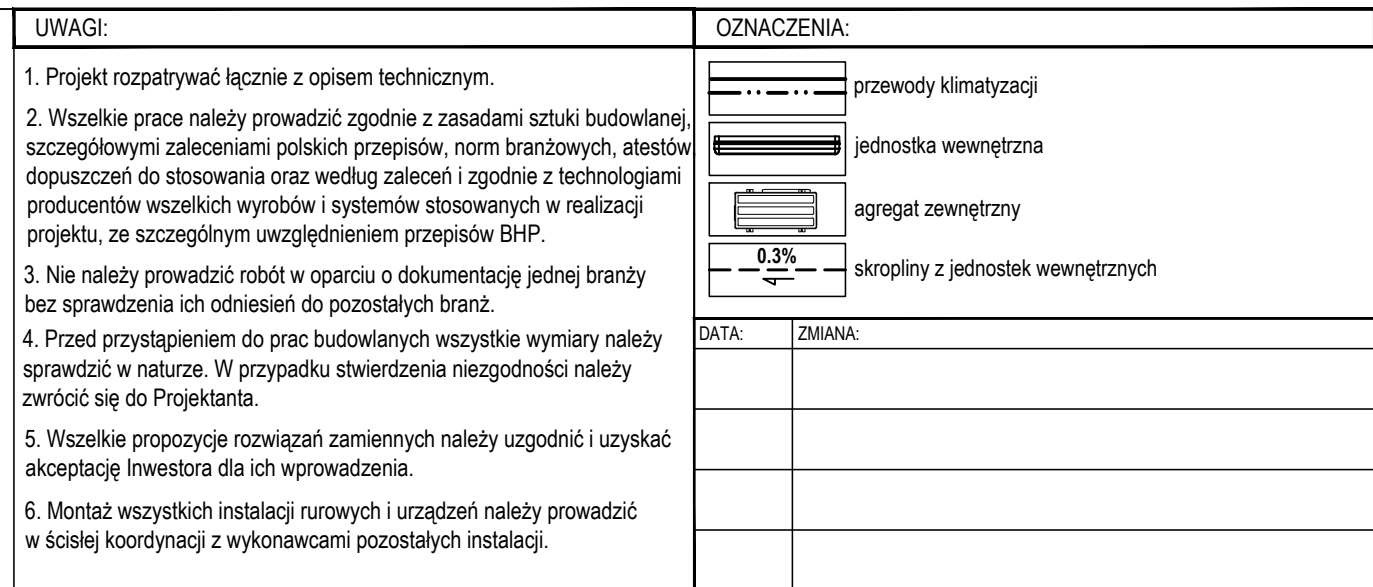 UWAGI:
1. Projekt rozpatrywać łącznie z opisem technicznym.
2. Wszelkie prace należy prowadzić zgodnie z zasadami sztuki budowlanej,
szczegółowymi zaleceniami polskich przepisów, norm branżowych, atestów
dopuszczeń do stosowania oraz według zaleceń i zgodnie z technologiami
producentów wszelkich wyrobów i systemów stosowanych w realizacji
projektu, ze szczególnym uwzględnieniem przepisów BHP.
3. Nie należy prowadzić robót w oparciu o dokumentację jednej branży
bez sprawdzenia ich odniesień do pozostałych branż.
4. Przed przystąpieniem do prac budowlanych wszystkie wymiary należy
sprawdzić w naturze. W przypadku stwierdzenia niezgodności należy
zwrócić się do Projektanta.
5. Wszelkie propozycje rozwiązań zamiennych należy uzgodnić i uzyskać
akceptację Inwestora dla ich wprowadzenia.
6. Montaż wszystkich instalacji rurowych i urządzeń należy prowadzić
w ścisłej koordynacji z wykonawcami pozostałych instalacji.
OZNACZENIA:
przewody klimatyzacji
jednostka wewnętrzna
agregat zewnętrzny
0.3%
skropliny z jednostek wewnętrznych
DATA:
ZMIANA: